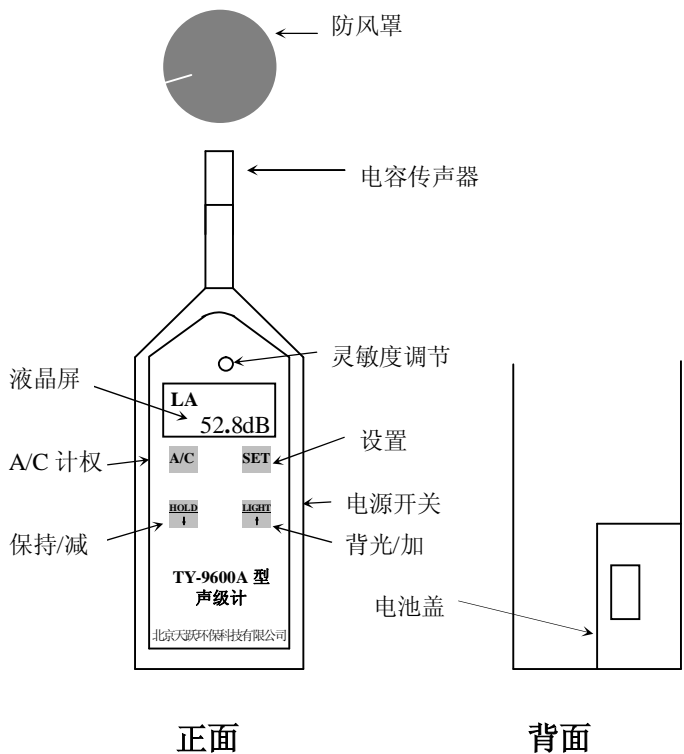 防风罩
电容传声器
灵敏度调节
液晶屏
LA
52.8dB
设置
A/C 计权
A/C
SET
电源开关
HOLD
LIGHT
保持/减
背光/加
TY-9600A 型
声级计
电池盖
北京天跃环保科技有限公司
正面
背面